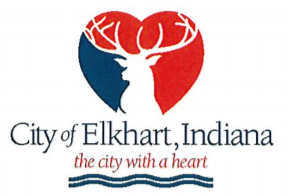 City of Elkhart, Indiana
the city with a heart